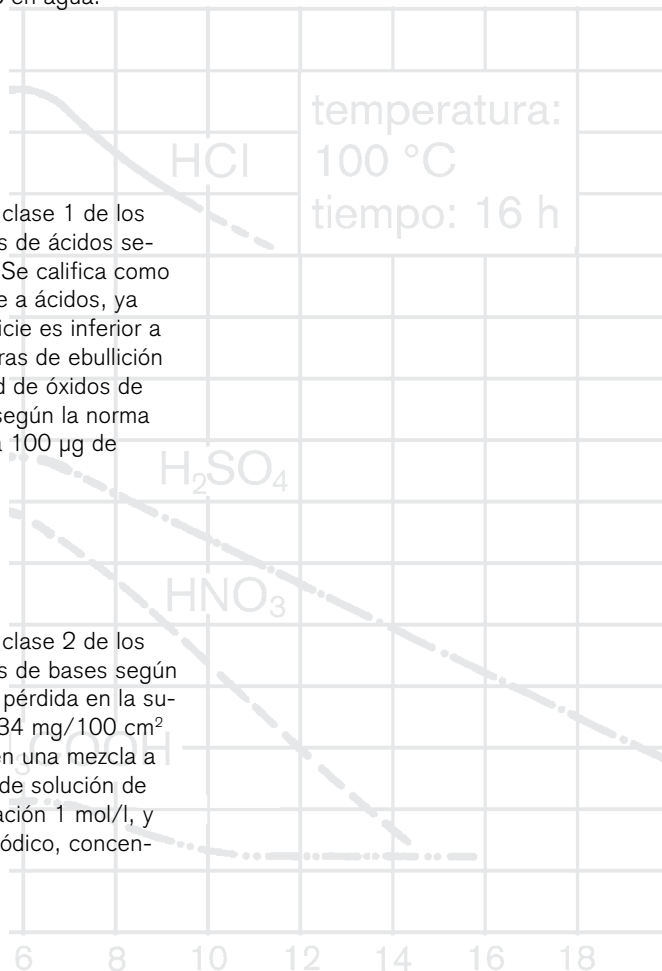 en agua.
temperatura:
HCl 100 °C
tiempo: 16 h
clase 1 de los
s de ácidos se-
Se califica como
e a ácidos, ya
icie es inferior a
ras de ebullición
d de óxidos de
según la norma
100 µg de
H₂SO₄
HNO₃
clase 2 de los
s de bases según
pérdida en la su-
34 mg/100 cm²
COOH
en una mezcla a
de solución de
ación 1 mol/l, y
ódico, concen-
6 8 10 12 14 16 18